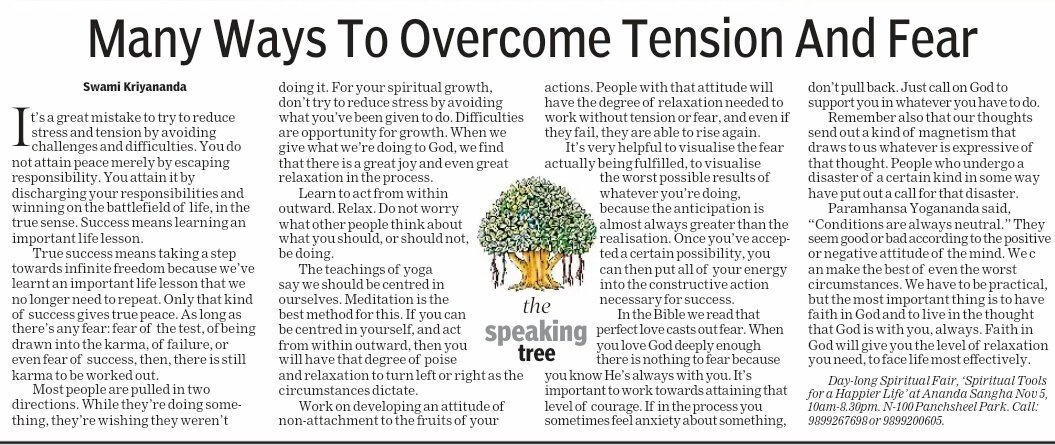 Many Ways To Overcome Tension And Fear
Swami Kriyananda
It's a great mistake to try to reduce
stress and tension by avoiding
challenges and difficulties. You do
not attain peace merely by escaping
responsibility. You attain it by
discharging your responsibilities and
winning on the battlefield of life, in the
true sense. Success means learning an
important life lesson.
True success means taking a step
towards infinite freedom because we've
learnt an important life lesson that we
no longer need to repeat. Only that kind
of success gives true peace. As long as
there's any fear: fear of the test, of being
drawn into the karma, of failure, or
even fear of success, then, there is still
karma to be worked out.
Most people are pulled in two
directions. While they're doing some-
thing, they're wishing they weren't
doing it. For your spiritual growth,
don't try to reduce stress by avoiding
what you've been given to do. Difficulties
are opportunity for growth. When we
give what we're doing to God, we find
that there is a great joy and even great
relaxation in the process.
Learn to act from within
outward. Relax. Do not worry
what other people think about
what you should, or should not,
be doing.
The teachings of yoga
say we should be centred in
ourselves. Meditation is the
best method for this. If you can
be centred in yourself, and act
from within outward, then you
will have that degree of poise
and relaxation to turn left or right as the
circumstances dictate.
Work on developing an attitude of
non-attachment to the fruits of your
the
speaking
tree
actions. People with that attitude will
have the degree of relaxation needed to
work without tension or fear, and even if
they fail, they are able to rise again.
It's very helpful to visualise the fear
actually being fulfilled, to visualise
the worst possible results of
whatever you're doing,
because the anticipation is
almost always greater than the
realisation. Once you've accep-
ted a certain possibility, you
can then put all of your energy
into the constructive action
necessary for success.
In the Bible we read that
perfect love casts out fear. When
you love God deeply enough
there is nothing to fear because
you know He's always with you. It's
important to work towards attaining that
level of courage. If in the process you
sometimes feel anxiety about something,
don't pull back. Just call on God to
support you in whatever you have to do.
Remember also that our thoughts
send out a kind of magnetism that
draws to us whatever is expressive of
that thought. People who undergo a
disaster of a certain kind in some way
have put out a call for that disaster.
Paramhansa Yogananda said,
"Conditions are always neutral." They
seem good or bad according to the positive
or negative attitude of the mind. We c
an make the best of even the worst
circumstances. We have to be practical,
but the most important thing is to have
faith in God and to live in the thought
that God is with you, always. Faith in
God will give you the level of relaxation
you need, to face life most effectively.
Day-long Spiritual Fair, 'Spiritual Tools
for a Happier Life' at Ananda Sangha Nov 5,
10am-8.30pm. N-100 Panchsheel Park. Call:
9899267698 or 9899200605.